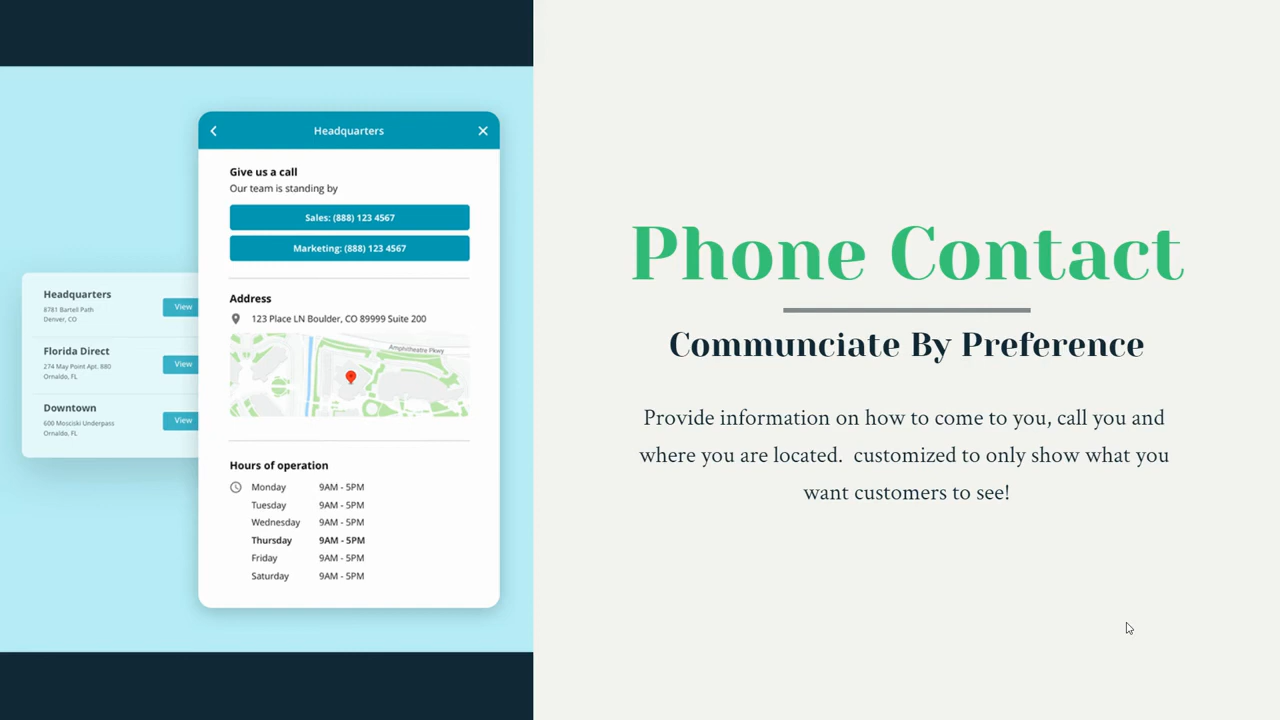 Headquarters
Give us a call
Our team is standing by
Sales: (888) 123 4567
Marketing: (888) 123 4567
Address
123 Place LN Boulder, CO 89999 Suite 200
Amphitheatre Pkwy
Hours of operation
Monday 9AM - 5PM
Tuesday 9AM - 5PM
Wednesday 9AM - 5PM
Thursday 9AM - 5PM
Friday 9AM - 5PM
Saturday 9AM - 5PM
Headquarters
8781 Bartell Path
Denver, CO
View
Florida Direct
274 May Point Apt. 880
Ornaldo, FL
View
Downtown
600 Mosciski Underpass
Ornaldo, FL
View
Phone Contact
Communciate By Preference
Provide information on how to come to you, call you and
where you are located.  customized to only show what you
want customers to see!